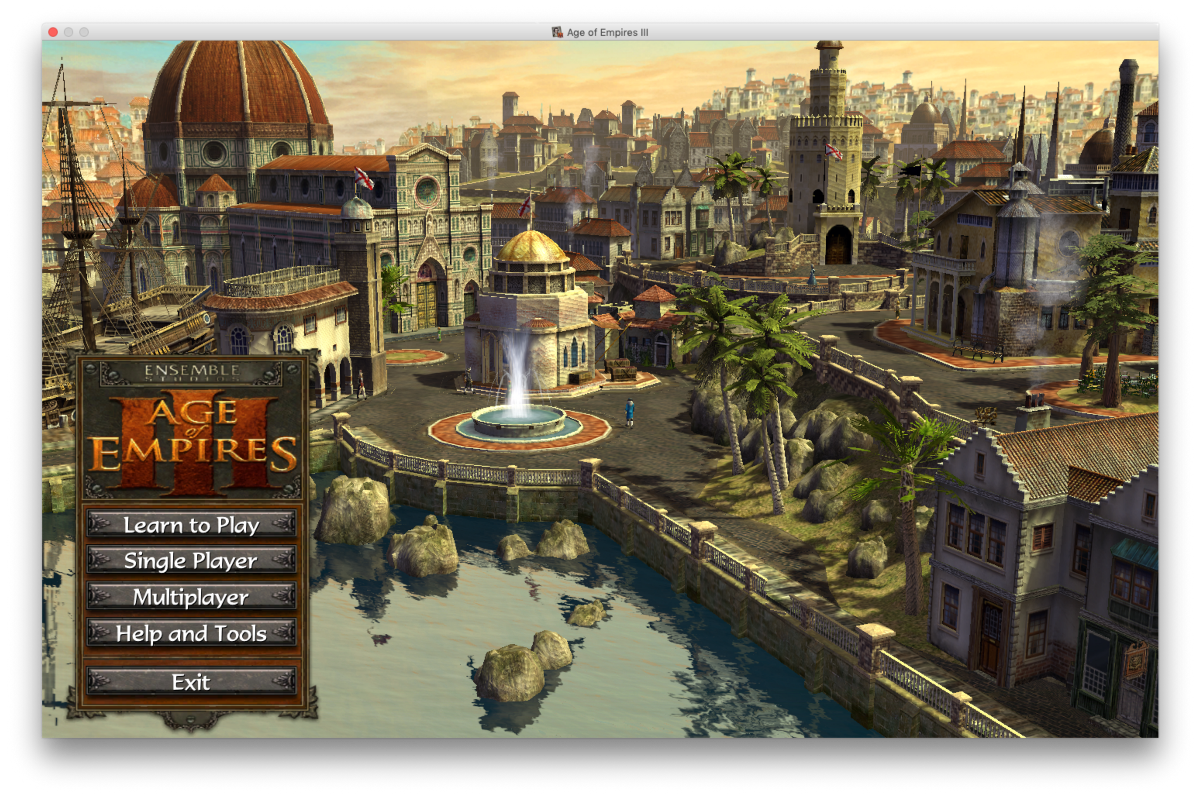 Age of Empires III
ENSEMBLE
STUDIOS
AGE
of
EMPIRES
III
Learn to Play
Single Player
Multiplayer
Help and Tools
Exit